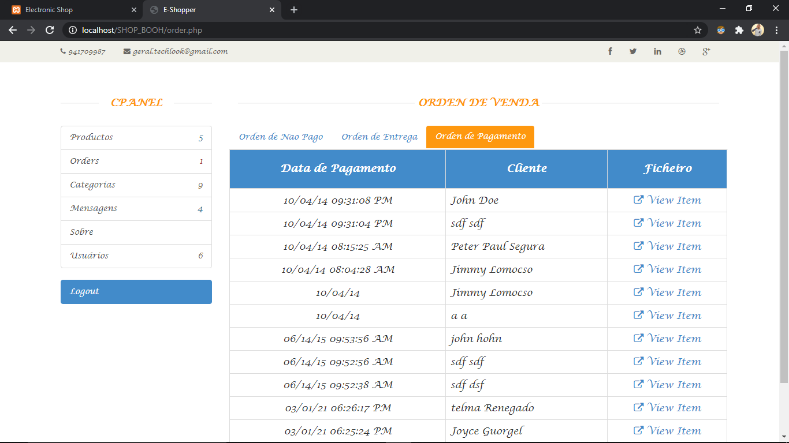 Electronic Shop
E-Shopper
localhost/SHOP_BOOH/order.php
941709987 geral.techlook@gmail.com
CPANEL
Productos 5
Orders 1
Categorias 9
Mensagens 4
Sobre
Usuários 6
Logout
ORDEN DE VENDA
Orden de Nao Pago Orden de Entrega Orden de Pagamento
Data de Pagamento Cliente Ficheiro
10/04/14 09:31:08 PM John Doe View Item
10/04/14 09:31:04 PM sdf sdf View Item
10/04/14 08:15:25 AM Peter Paul Segura View Item
10/04/14 08:04:28 AM Jimmy Lomocso View Item
10/04/14 Jimmy Lomocso View Item
10/04/14 a a View Item
06/14/15 09:53:56 AM john hohn View Item
06/14/15 09:52:56 AM sdf sdf View Item
06/14/15 09:52:38 AM sdf dsf View Item
03/01/21 06:26:17 PM telma Renegado View Item
03/01/21 06:25:24 PM Joyce Guorgel View Item